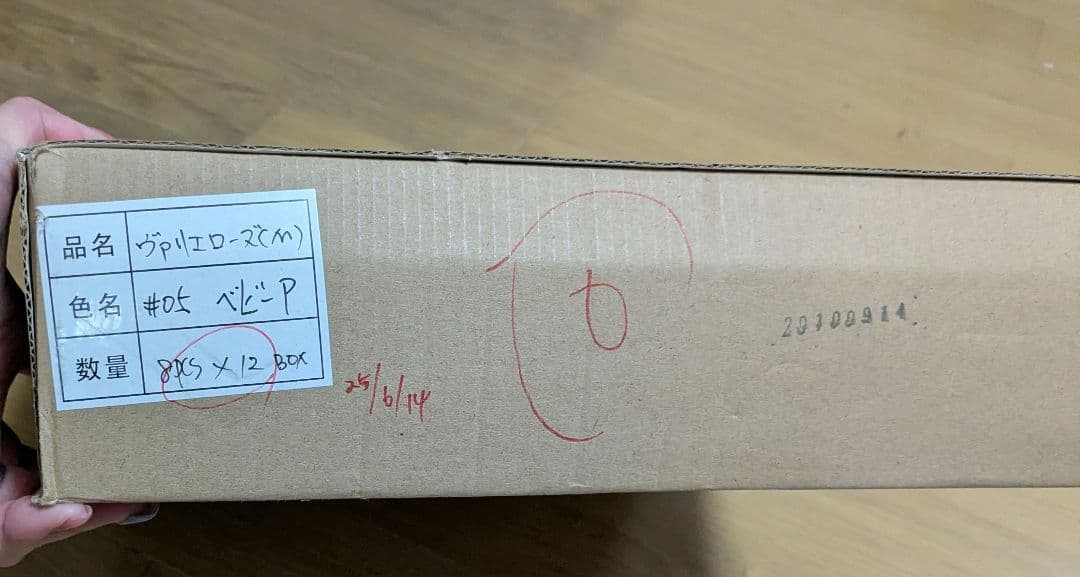 品名 ヴァリエローズ(M)
色名 #05 ベビーP
数量 8PCS × 12 BOX
25/6/14
20100914